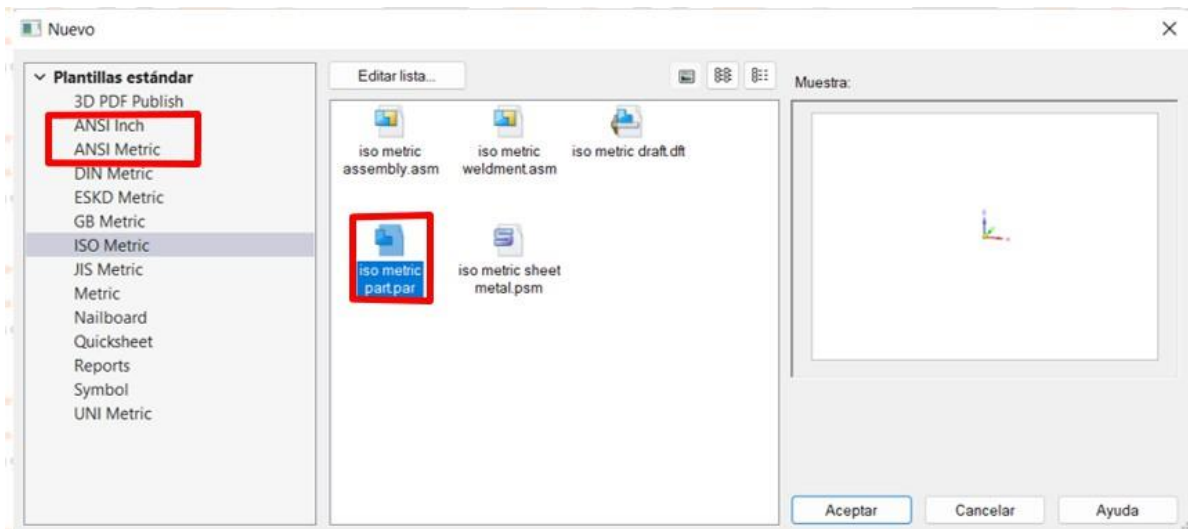 Nuevo
Plantillas estándar
3D PDF Publish
ANSI Inch
ANSI Metric
DIN Metric
ESKD Metric
GB Metric
ISO Metric
JIS Metric
Metric
Nailboard
Quicksheet
Reports
Symbol
UNI Metric
Editar lista...
iso metric
assembly.asm
iso metric
weldment.asm
iso metric draft.dft
iso metric
part.par
iso metric sheet
metal.psm
Muestra:
Aceptar
Cancelar
Ayuda